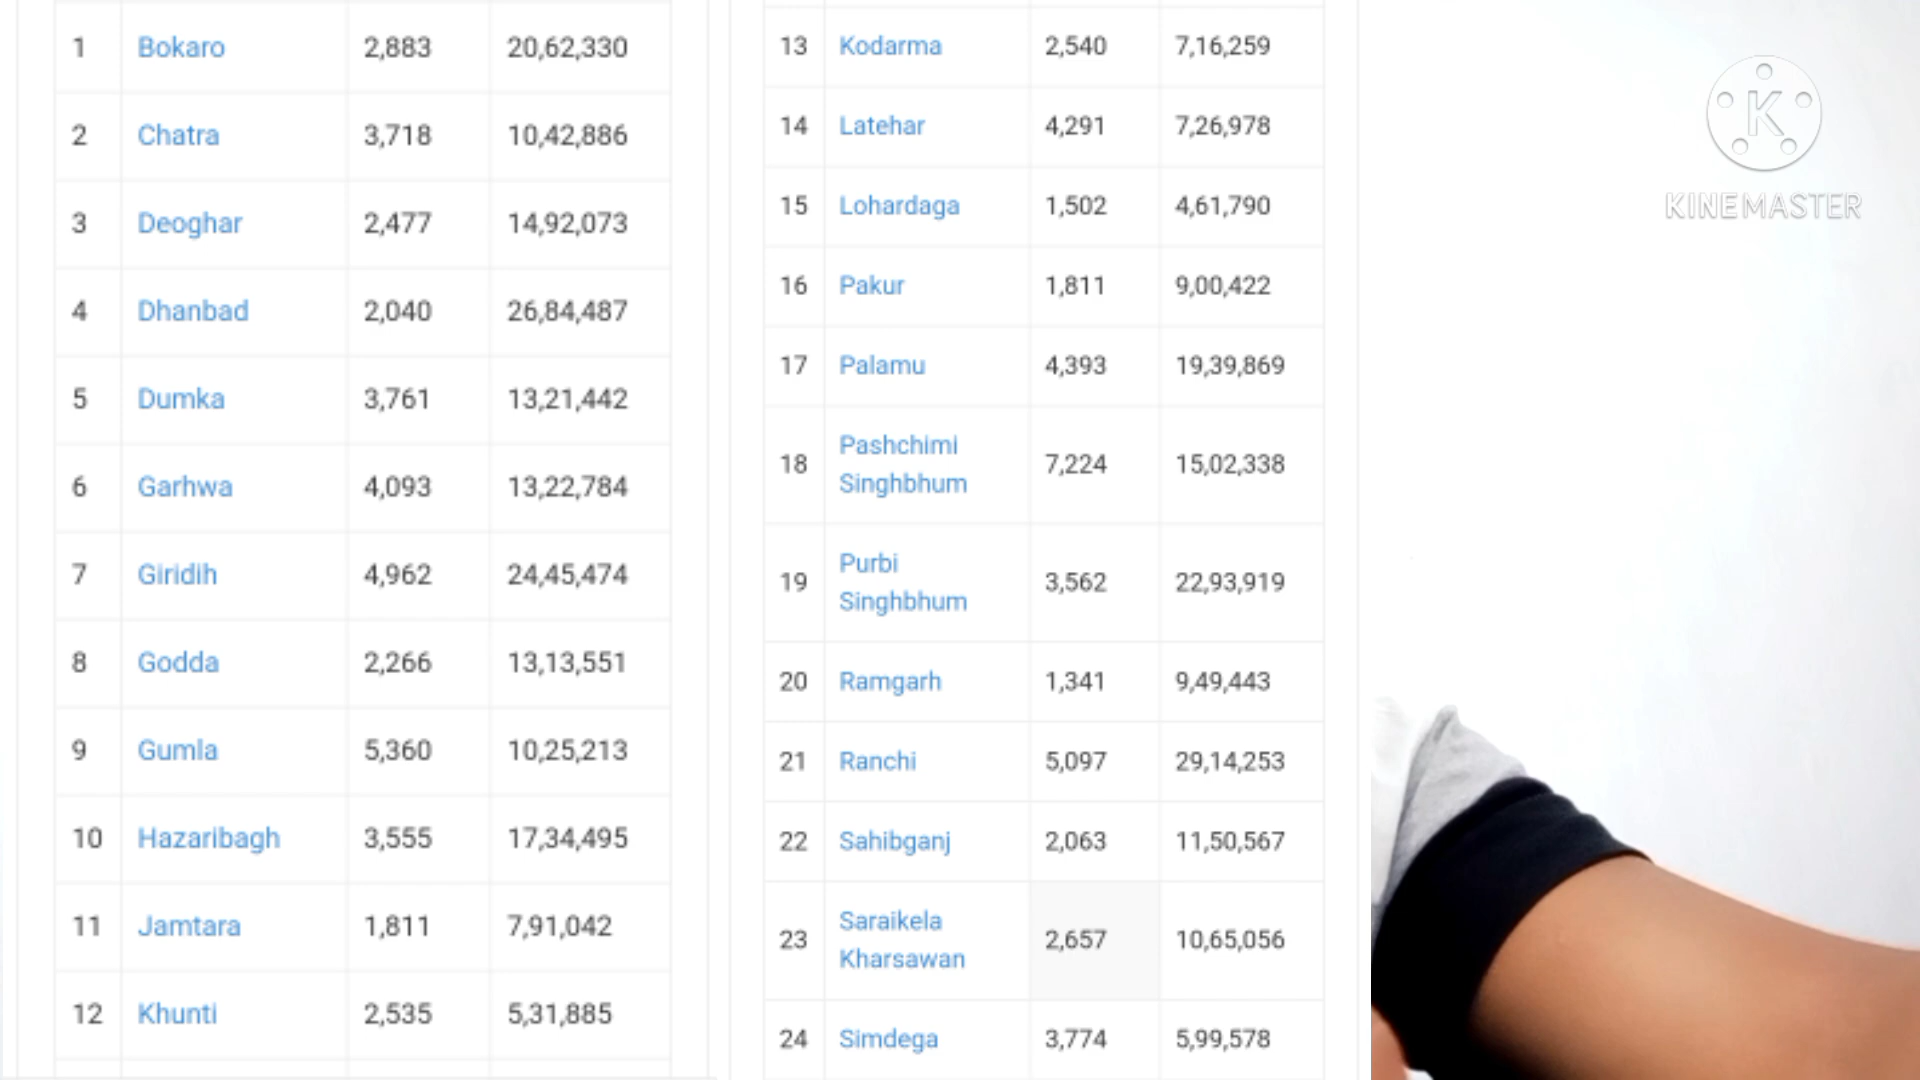 1 Bokaro 2,883 20,62,330
2 Chatra 3,718 10,42,886
3 Deoghar 2,477 14,92,073
4 Dhanbad 2,040 26,84,487
5 Dumka 3,761 13,21,442
6 Garhwa 4,093 13,22,784
7 Giridih 4,962 24,45,474
8 Godda 2,266 13,13,551
9 Gumla 5,360 10,25,213
10 Hazaribagh 3,555 17,34,495
11 Jamtara 1,811 7,91,042
12 Khunti 2,535 5,31,885
13 Kodarma 2,540 7,16,259
14 Latehar 4,291 7,26,978
15 Lohardaga 1,502 4,61,790
16 Pakur 1,811 9,00,422
17 Palamu 4,393 19,39,869
18 Pashchimi
Singhbhum 7,224 15,02,338
19 Purbi
Singhbhum 3,562 22,93,919
20 Ramgarh 1,341 9,49,443
21 Ranchi 5,097 29,14,253
22 Sahibganj 2,063 11,50,567
23 Saraikela
Kharsawan 2,657 10,65,056
24 Simdega 3,774 5,99,578
K
KINEMASTER